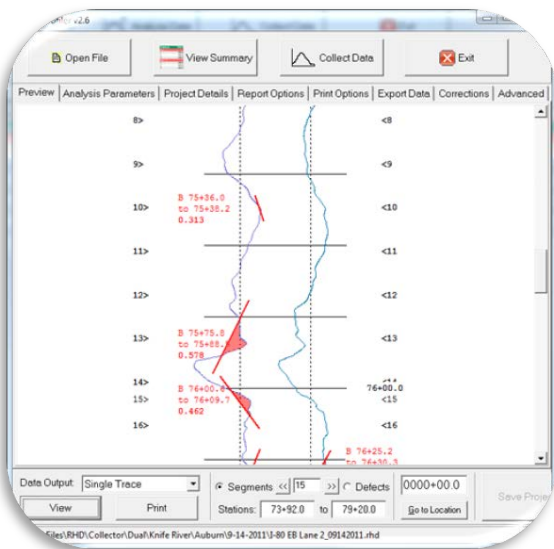 v2.6
Open File View Summary Collect Data Exit
Preview Analysis Parameters Project Details Report Options Print Options Export Data Corrections Advanced
8> <8
9> <9
B 75+36.0
to 75+38.2
0.313
10> <10
11> <11
12> <12
B 75+75.8
to 75+88.
0.578
13> <13
B 76+00.6
to 76+09.7
0.462
14> 76+00.0
15> <15
16> <16
B 76+25.2
to 76+30.3
Data Output: Single Trace Segments << 15 >> Defects 0000+00.0
View Print Stations: 73+92.0 to 79+20.0 Go to Location Save Proje
Files\RHD\Collector\Dual\Knife River\Auburn\9-14-2011\I-80 EB Lane 2_09142011.rhd